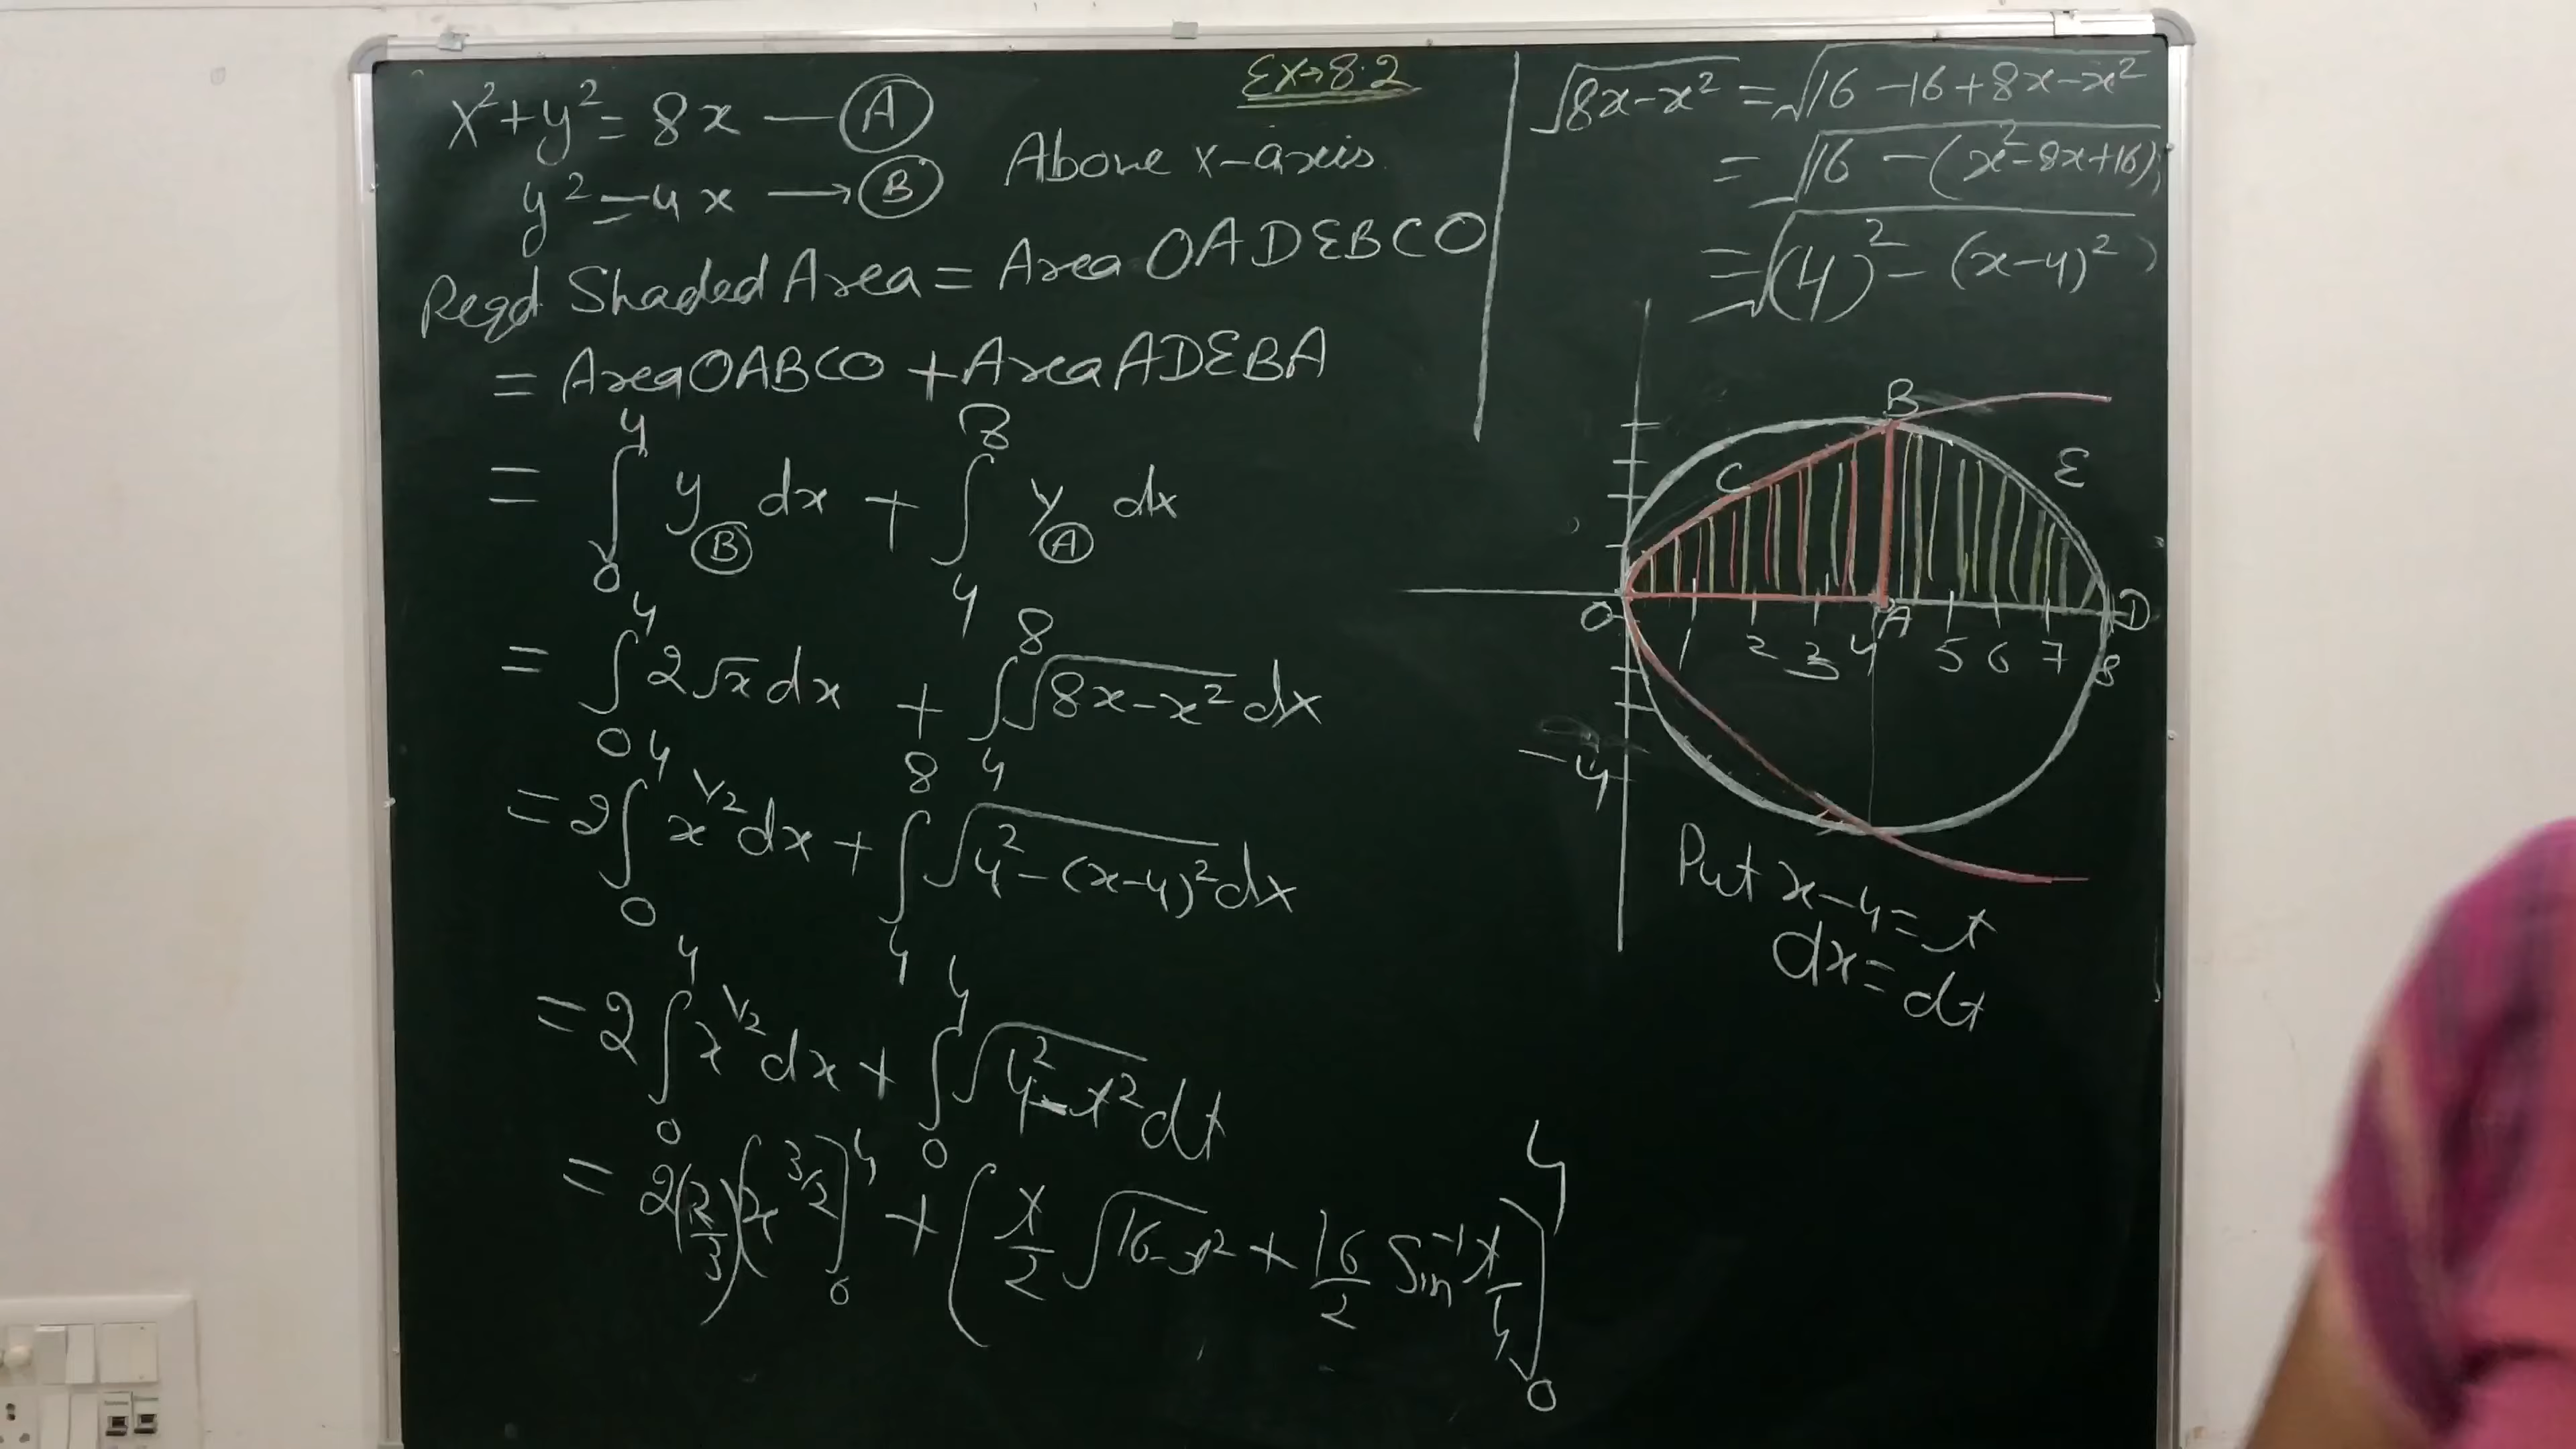 Ex→8.2
x²+y²=8x —Ⓐ
y²=4x →Ⓑ Above x-axis.
Reqd Shaded Area = Area OADEBCO
= Area OABCO + Area ADEBA
= ∫₀⁴ y_Ⓑ dx + ∫₄⁸ y_Ⓐ dx
= ∫₀⁴ 2√x dx + ∫₄⁸ √(8x-x²) dx
= 2∫₀⁴ x^(1/2) dx + ∫₄⁸ √(4²-(x-4)²) dx
= 2∫₀⁴ x^(1/2) dx + ∫₀⁴ √(4²-t²) dt
= 2(2/3)[x^(3/2)]₀⁴ + [t/2 √(16-t²) + 16/2 Sin⁻¹ t/4]₀⁴
√(8x-x²) = √(16-16+8x-x²)
= √(16-(x²-8x+16))
= √((4)²-(x-4)²)
B
C
E
O A D
1 2 3 4 5 6 7 8
-4
Put x-4=t
dx=dt